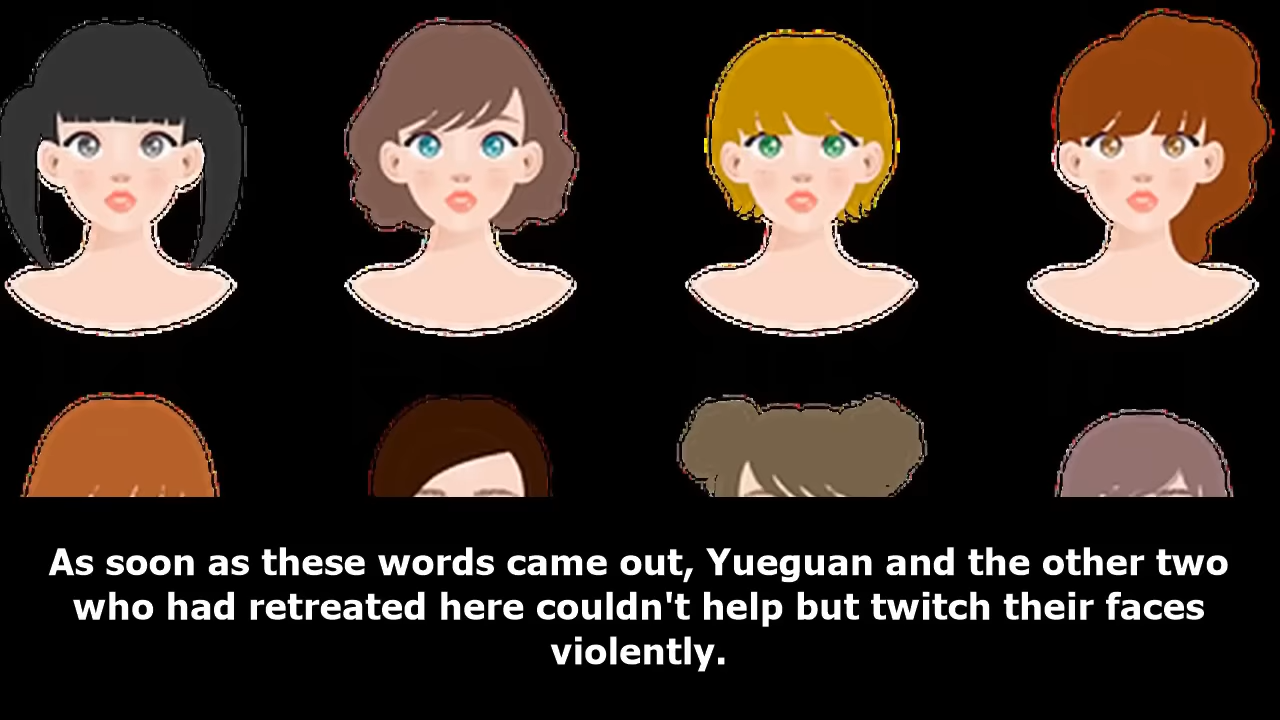 As soon as these words came out, Yueguan and the other two
who had retreated here couldn't help but twitch their faces
violently.